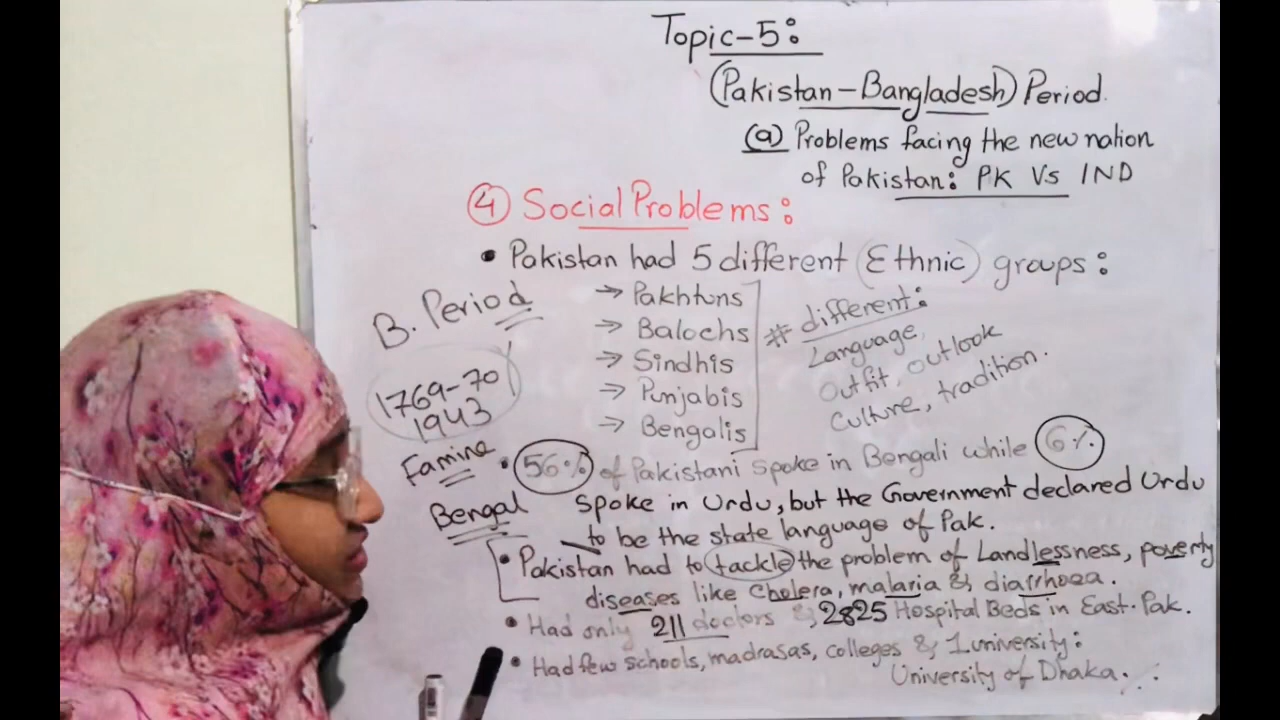 Topic-5:
(Pakistan-Bangladesh) Period.
(a) Problems facing the new nation
of Pakistan: PK Vs IND
④ Social Problems:
• Pakistan had 5 different (Ethnic) groups:
→ Pakhtuns
→ Balochs
→ Sindhis
→ Punjabis
→ Bengalis
# different:
Language,
outfit, outlook
culture, tradition.
B. Period
1769-70
1943
Famine
Bengal
• 56% of Pakistani spoke in Bengali while 6%
spoke in Urdu, but the Government declared Urdu
to be the state language of Pak.
• Pakistan had to tackle the problem of Landlessness, poverty
diseases like Cholera, malaria & diarrhoea.
• Had only 211 doctors & 2825 Hospital Beds in East-Pak.
• Had few schools, madrasas, colleges & 1 university:
University of Dhaka.